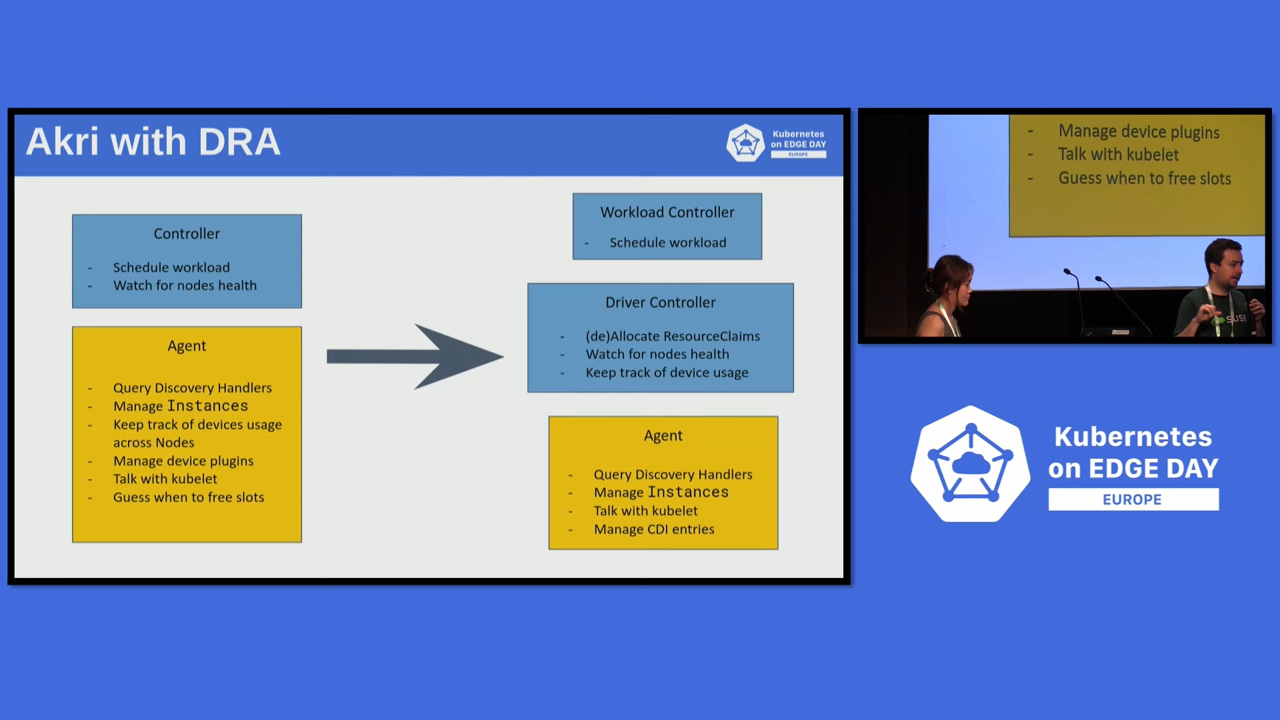 Akri with DRA
Kubernetes
on EDGE DAY
EUROPE
Controller
- Schedule workload
- Watch for nodes health
Agent
- Query Discovery Handlers
- Manage Instances
- Keep track of devices usage
across Nodes
- Manage device plugins
- Talk with kubelet
- Guess when to free slots
Workload Controller
- Schedule workload
Driver Controller
- (de)Allocate ResourceClaims
- Watch for nodes health
- Keep track of device usage
Agent
- Query Discovery Handlers
- Manage Instances
- Talk with kubelet
- Manage CDI entries
- Manage device plugins
- Talk with kubelet
- Guess when to free slots
SUSE
Kubernetes
on EDGE DAY
EUROPE